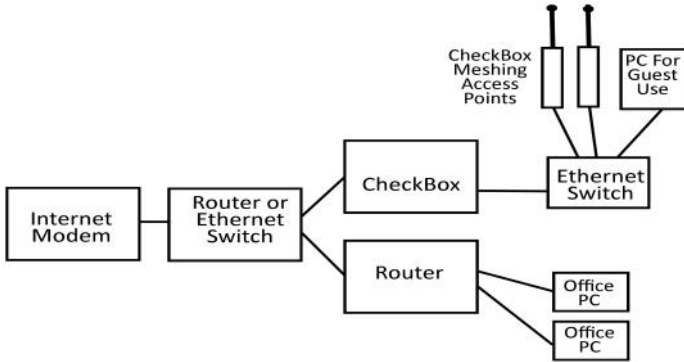 CheckBox
Meshing
Access
Points
PC For
Guest
Use
Internet
Modem
Router or
Ethernet
Switch
CheckBox
Ethernet
Switch
Router
Office
PC
Office
PC